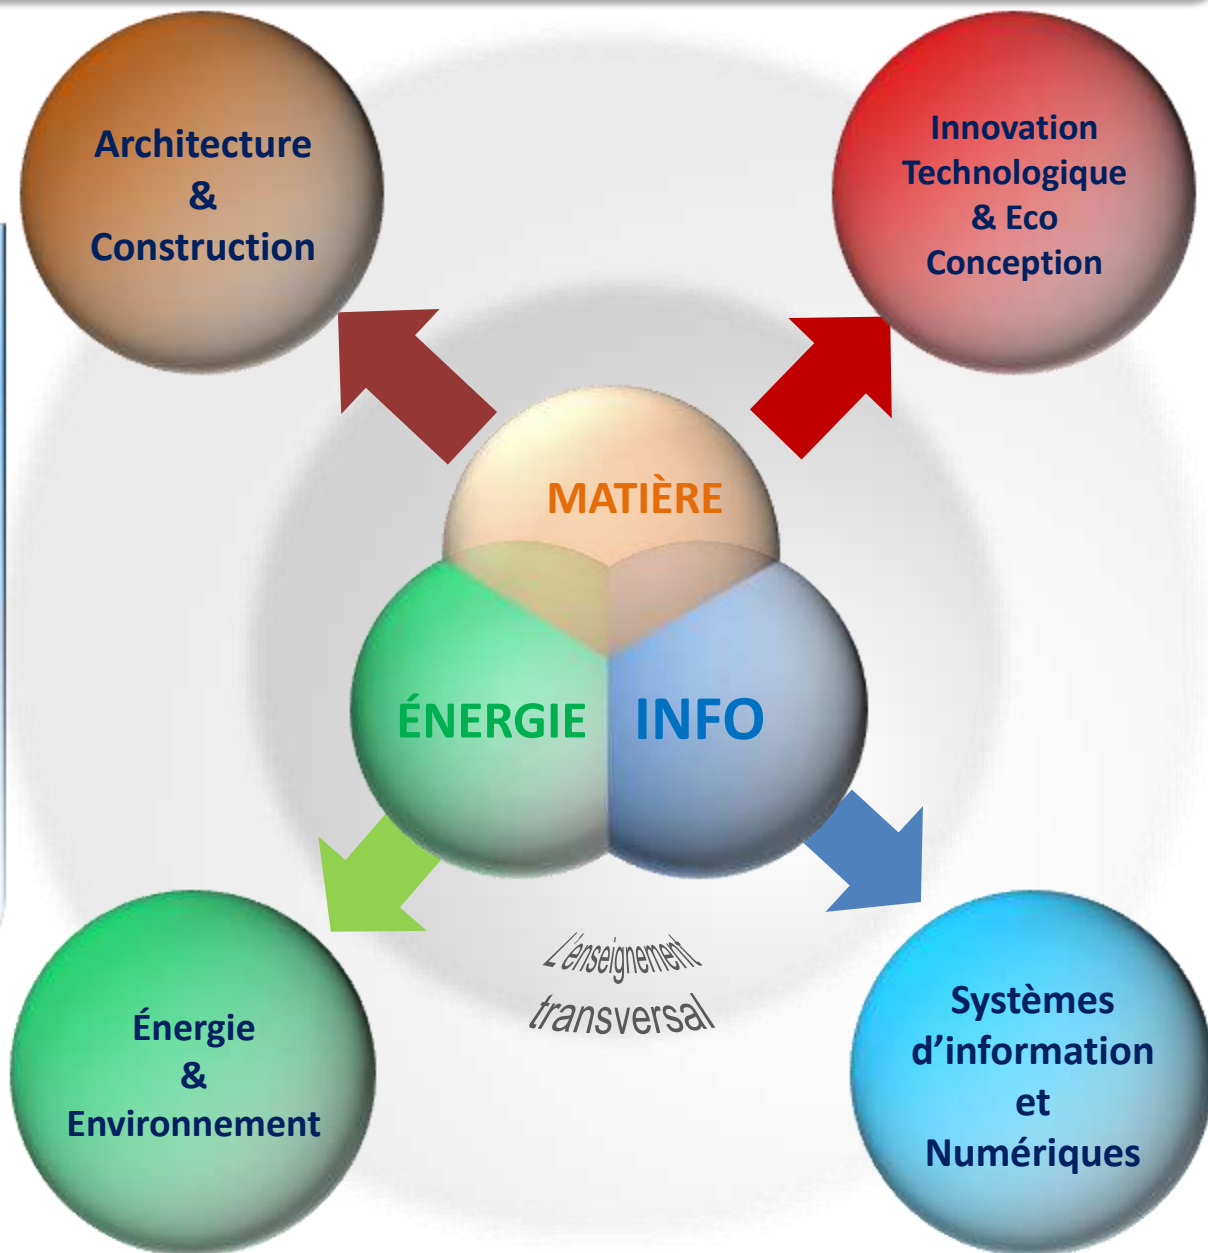 Architecture
&
Construction
Innovation
Technologique
& Eco
Conception
MATIÈRE
ÉNERGIE
INFO
L'enseignement
transversal
Énergie
&
Environnement
Systèmes
d’information
et
Numériques